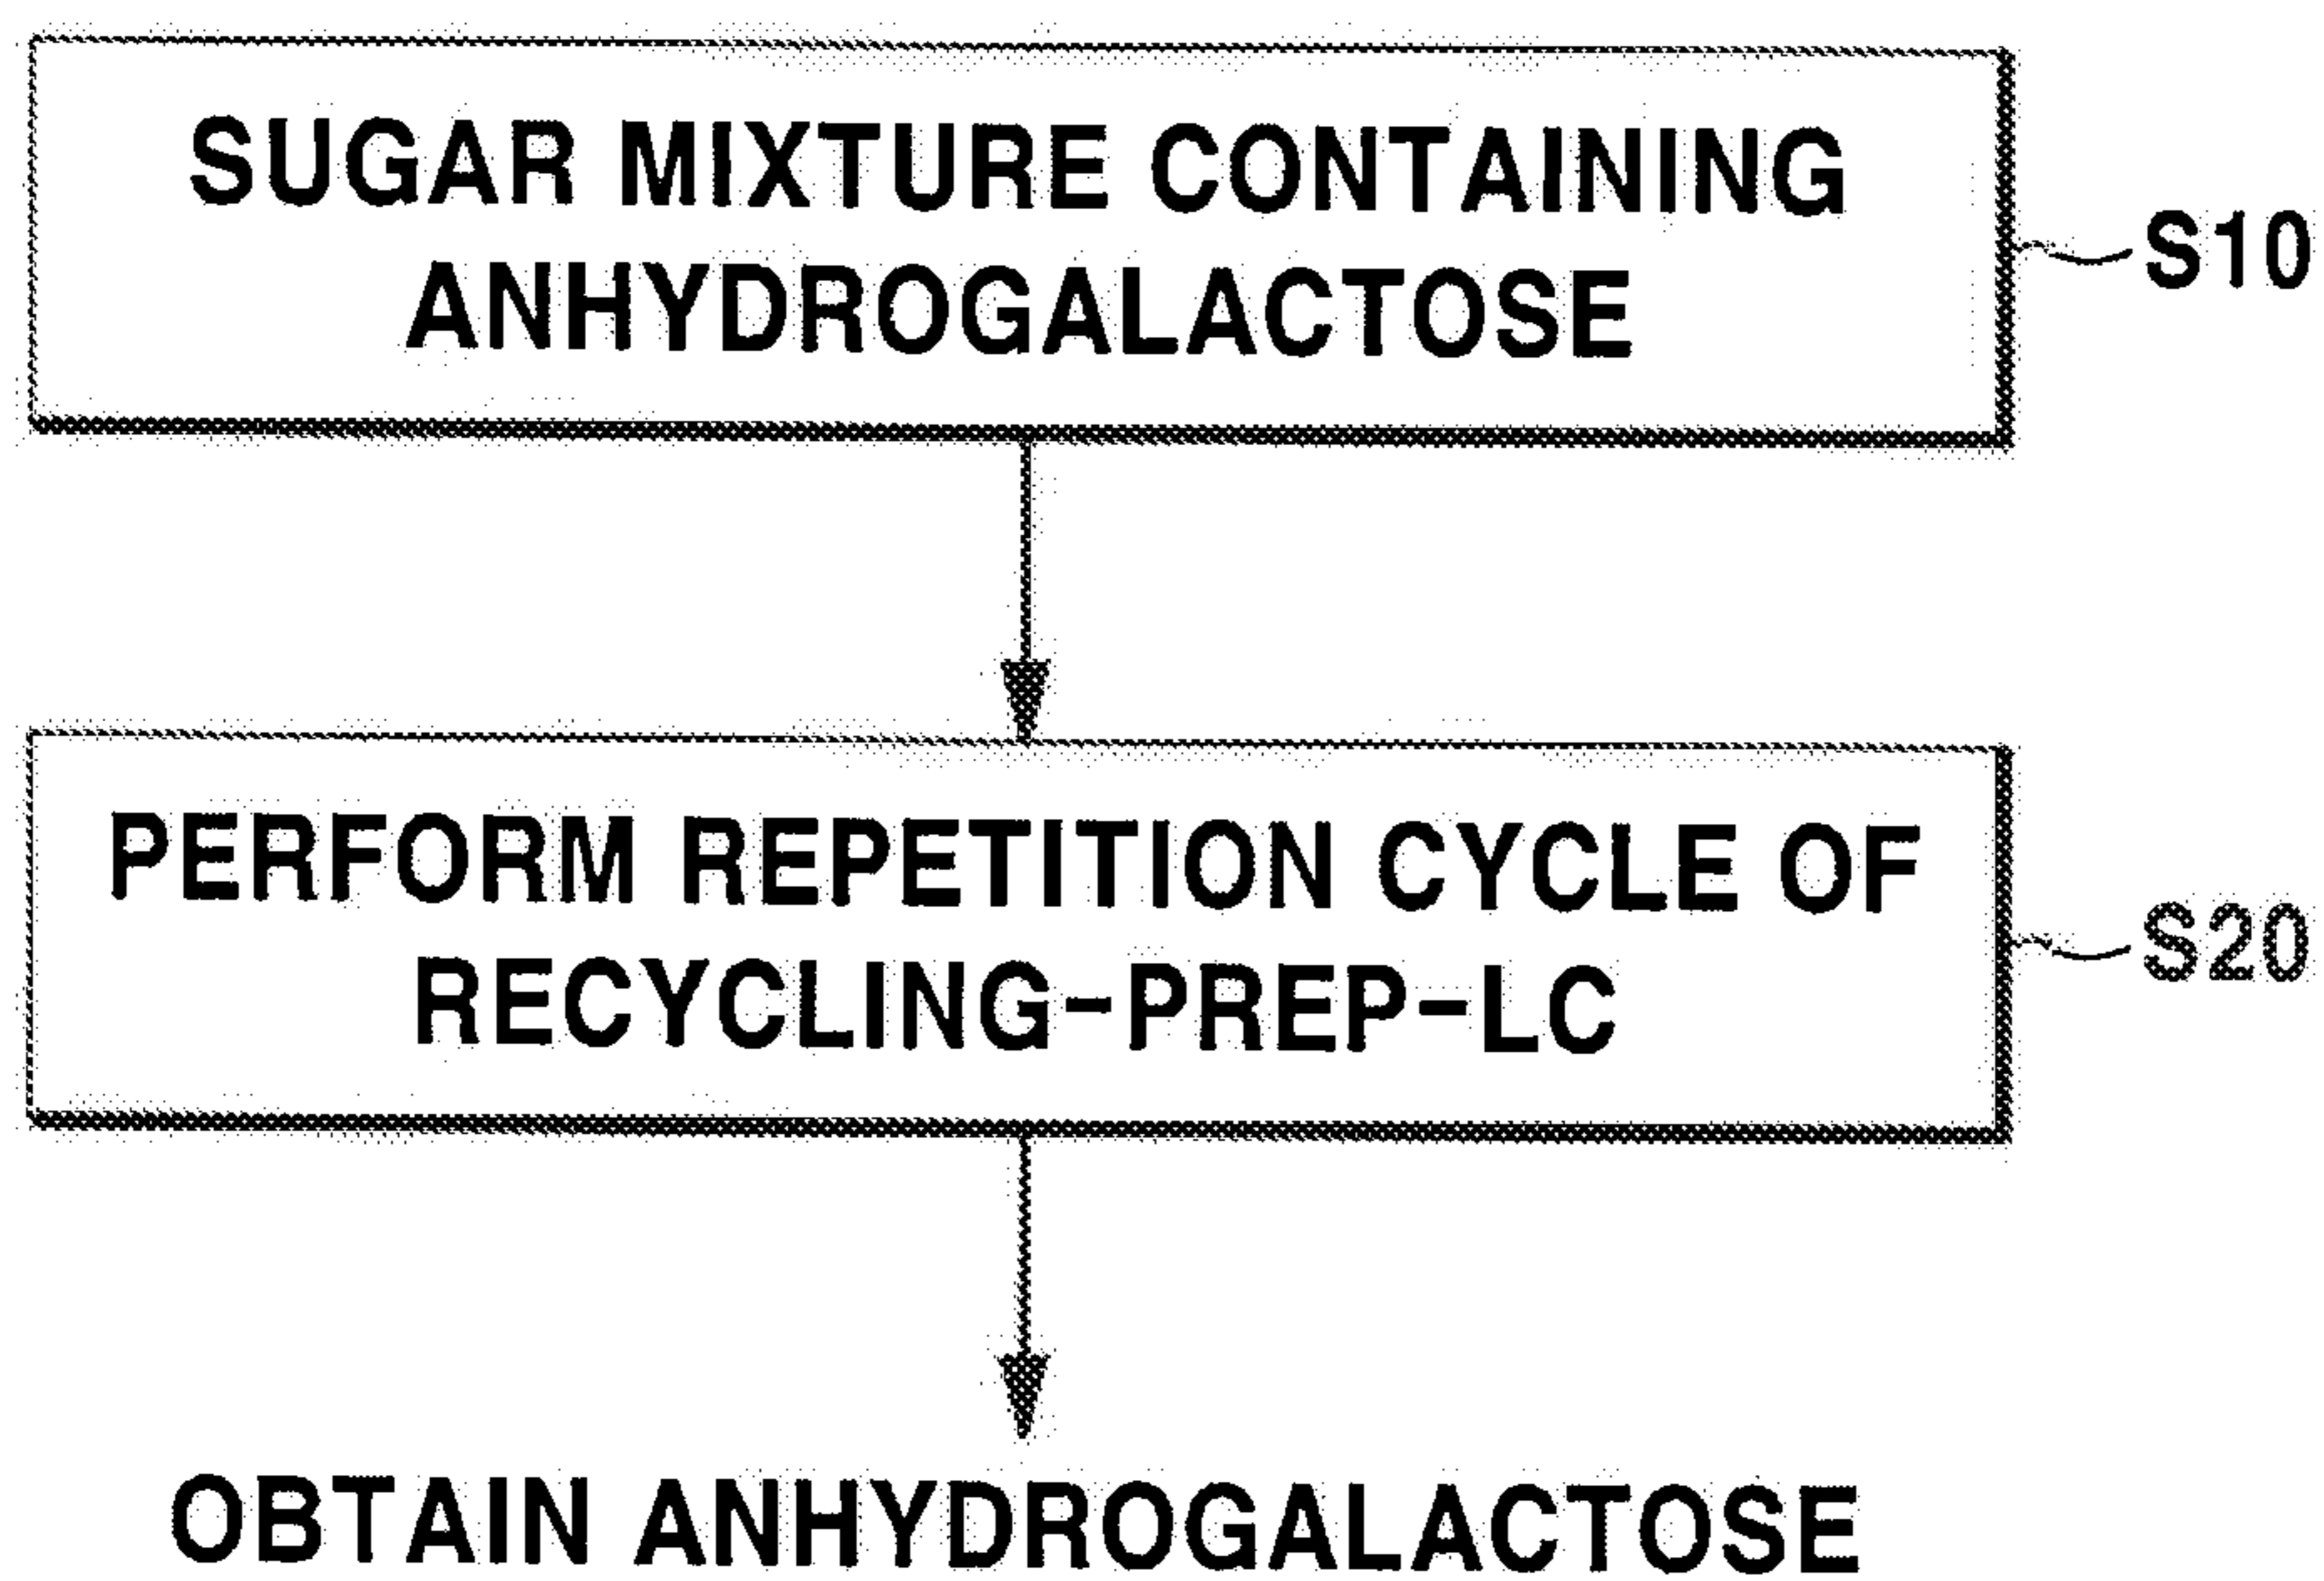 SUGAR MIXTURE CONTAINING
ANHYDROGALACTOSE
S10
PERFORM REPETITION CYCLE OF
RECYCLING-PREP-LC
S20
OBTAIN ANHYDROGALACTOSE